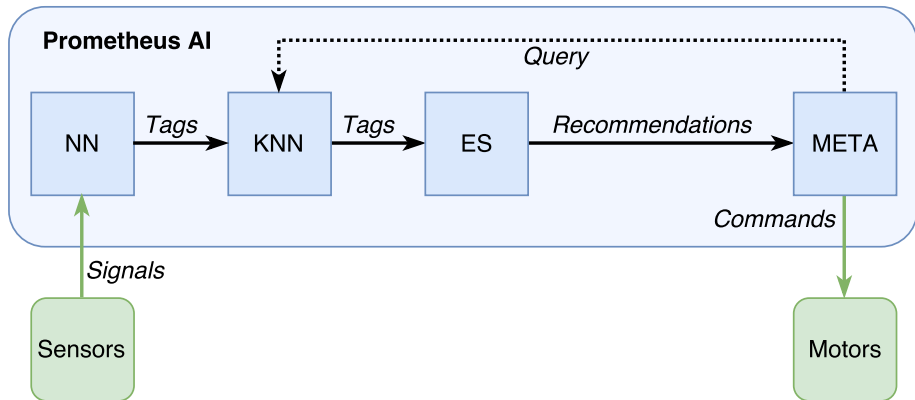 Prometheus AI
Query
NN
Tags
KNN
Tags
ES
Recommendations
META
Commands
Signals
Sensors
Motors